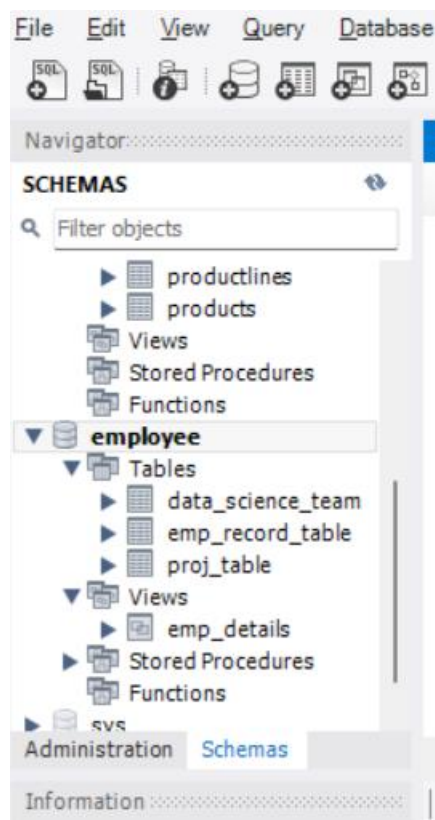 File Edit View Query Database
SQL SQL
Navigator
SCHEMAS
Filter objects
productlines
products
Views
Stored Procedures
Functions
employee
Tables
data_science_team
emp_record_table
proj_table
Views
emp_details
Stored Procedures
Functions
sys
Administration Schemas
Information